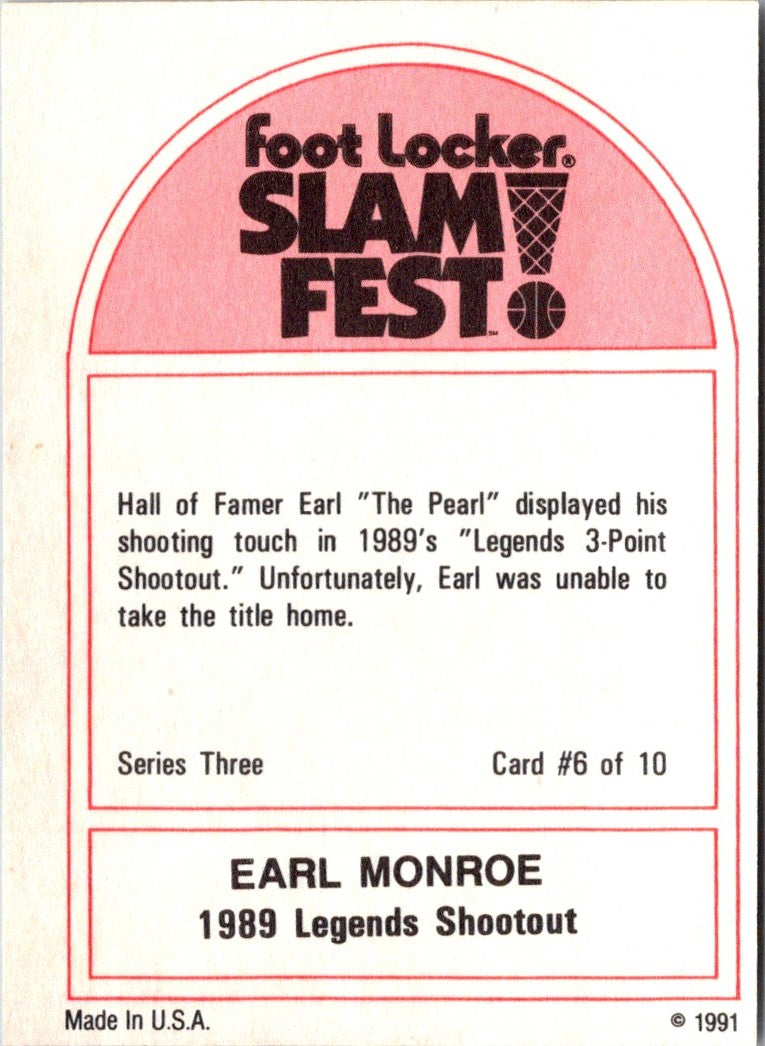 foot Locker®
SLAM
FEST! ℠
Hall of Famer Earl "The Pearl" displayed his
shooting touch in 1989's "Legends 3-Point
Shootout." Unfortunately, Earl was unable to
take the title home.
Series Three Card #6 of 10
EARL MONROE
1989 Legends Shootout
Made In U.S.A. © 1991